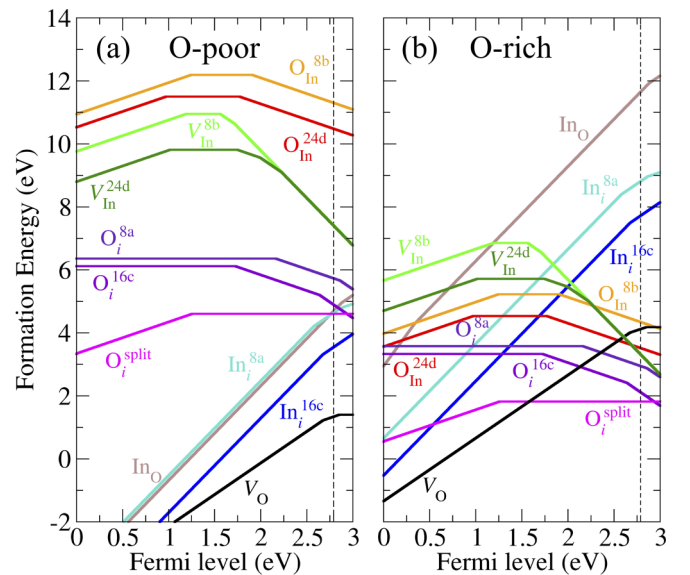 (a) O-poor
(b) O-rich
Formation Energy (eV)
14
12
10
8
6
4
2
0
-2
O_In^8b
O_In^24d
V_In^8b
V_In^24d
O_i^8a
O_i^16c
O_i^split
In_i^8a
In_i^16c
In_O
V_O
0 0.5 1 1.5 2 2.5 3
Fermi level (eV)
In_O
In_i^8a
In_i^16c
V_In^8b
V_In^24d
O_In^8b
O_i^8a
O_In^24d
O_i^16c
O_i^split
V_O
0 0.5 1 1.5 2 2.5 3
Fermi level (eV)